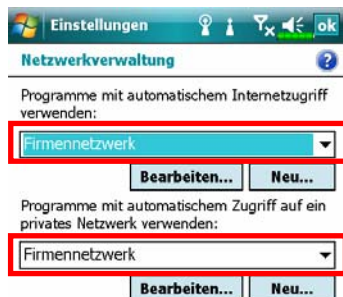 Einstellungen
ok
Netzwerkverwaltung
Programme mit automatischem Internetzugriff
verwenden:
Firmennetzwerk
Bearbeiten... Neu...
Programme mit automatischem Zugriff auf ein
privates Netzwerk verwenden:
Firmennetzwerk
Bearbeiten... Neu...